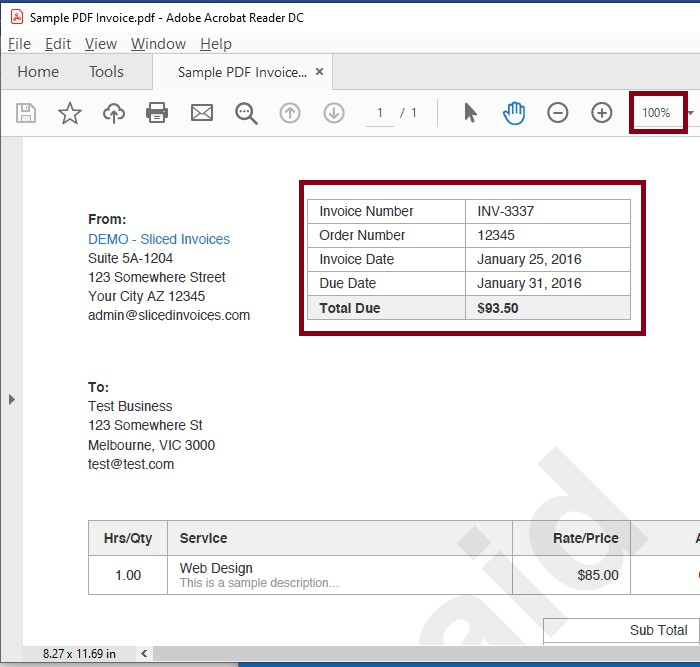 Sample PDF Invoice.pdf - Adobe Acrobat Reader DC
File Edit View Window Help
Home Tools Sample PDF Invoice... ×
1 / 1 100%
From:
DEMO - Sliced Invoices
Suite 5A-1204
123 Somewhere Street
Your City AZ 12345
admin@slicedinvoices.com
Invoice Number INV-3337
Order Number 12345
Invoice Date January 25, 2016
Due Date January 31, 2016
Total Due $93.50
To:
Test Business
123 Somewhere St
Melbourne, VIC 3000
test@test.com
Hrs/Qty Service Rate/Price
1.00 Web Design $85.00
This is a sample description...
Sub Total
aid
8.27 x 11.69 in